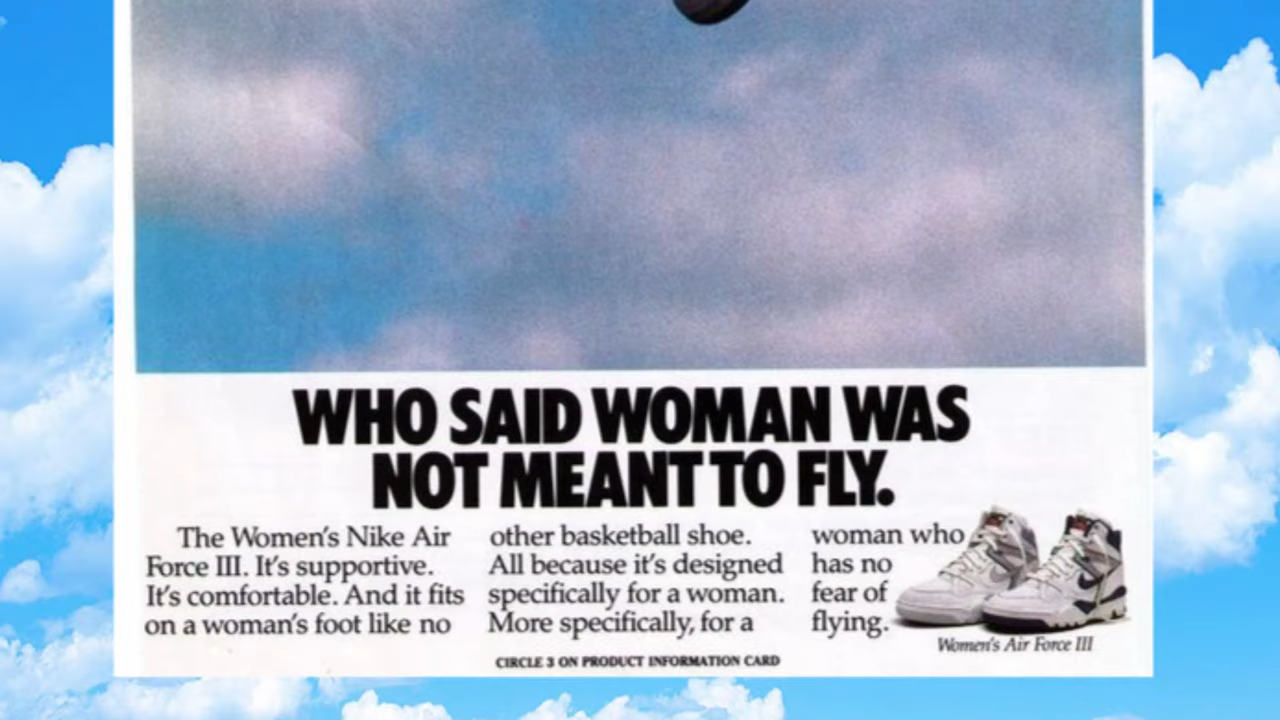 WHO SAID WOMAN WAS
NOT MEANT TO FLY.
The Women's Nike Air
Force III. It's supportive.
It's comfortable. And it fits
on a woman's foot like no
other basketball shoe.
All because it's designed
specifically for a woman.
More specifically, for a
woman who
has no
fear of
flying.
Women's Air Force III
CIRCLE 3 ON PRODUCT INFORMATION CARD